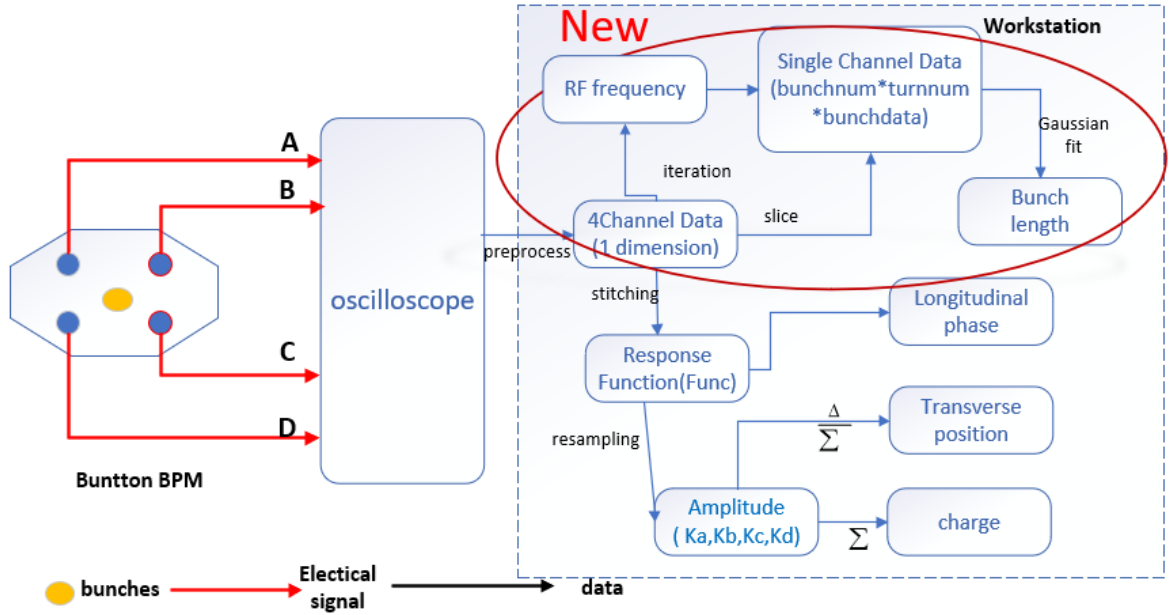 New
Workstation
A
B
C
D
oscilloscope
Buntton BPM
RF frequency
Single Channel Data
(bunchnum*turnnum
*bunchdata)
Gaussian
fit
iteration
Bunch
length
4Channel Data
(1 dimension)
slice
preprocess
stitching
Longitudinal
phase
Response
Function(Func)
resampling
Δ
Σ
Transverse
position
Amplitude
( Ka,Kb,Kc,Kd)
Σ
charge
bunches
Electical
signal
data